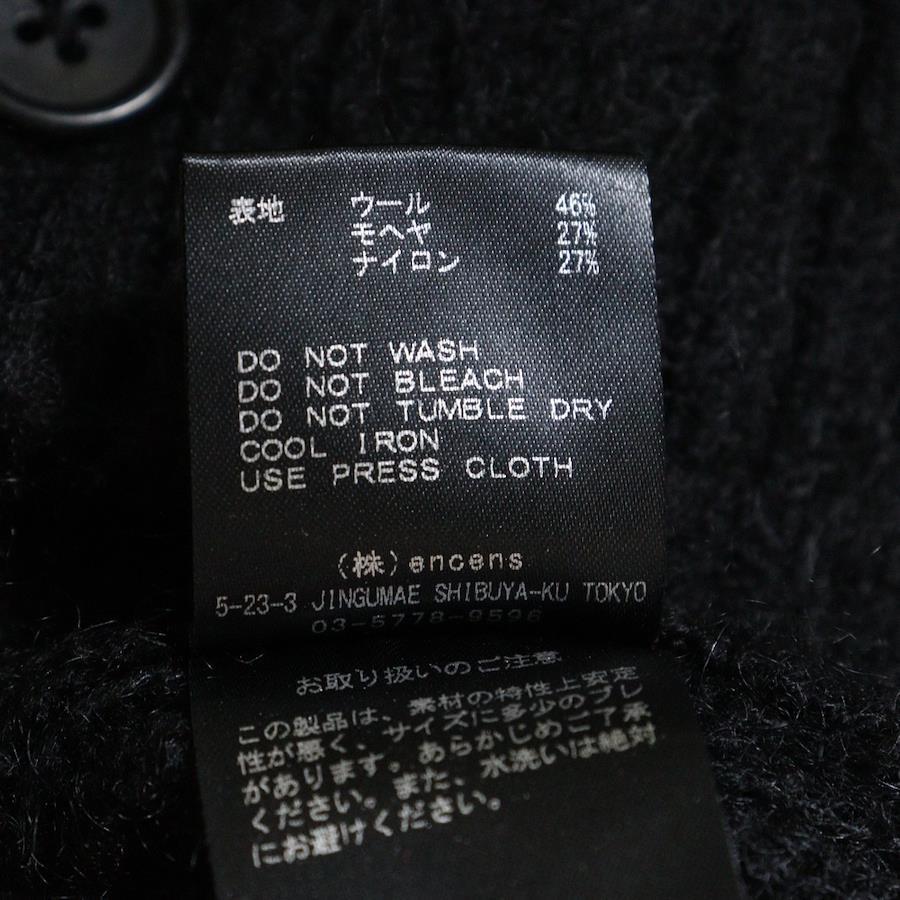 表地 ウール 46%
モヘヤ 27%
ナイロン 27%
DO NOT WASH
DO NOT BLEACH
DO NOT TUMBLE DRY
COOL IRON
USE PRESS CLOTH
(株)encens
5-23-3 JINGUMAE SHIBUYA-KU TOKYO
03-5778-9596
お取り扱いのご注意
この製品は、素材の特性上安定
性が悪く、サイズに多少のブレ
があります。あらかじめご了承
ください。また、水洗いは絶対
にお避けください。